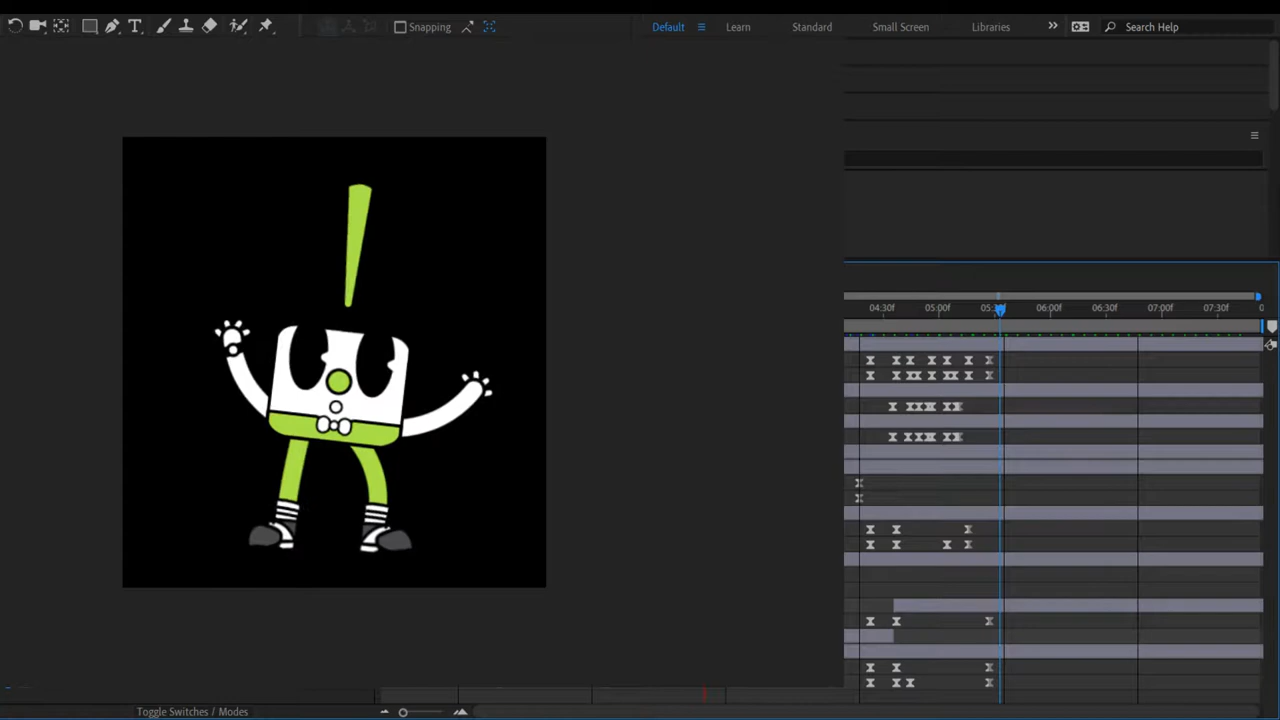 T Snapping Default Learn Standard Small Screen Libraries Search Help
04:30f 05:00f 06:00f 06:30f 07:00f 07:30f
Toggle Switches / Modes